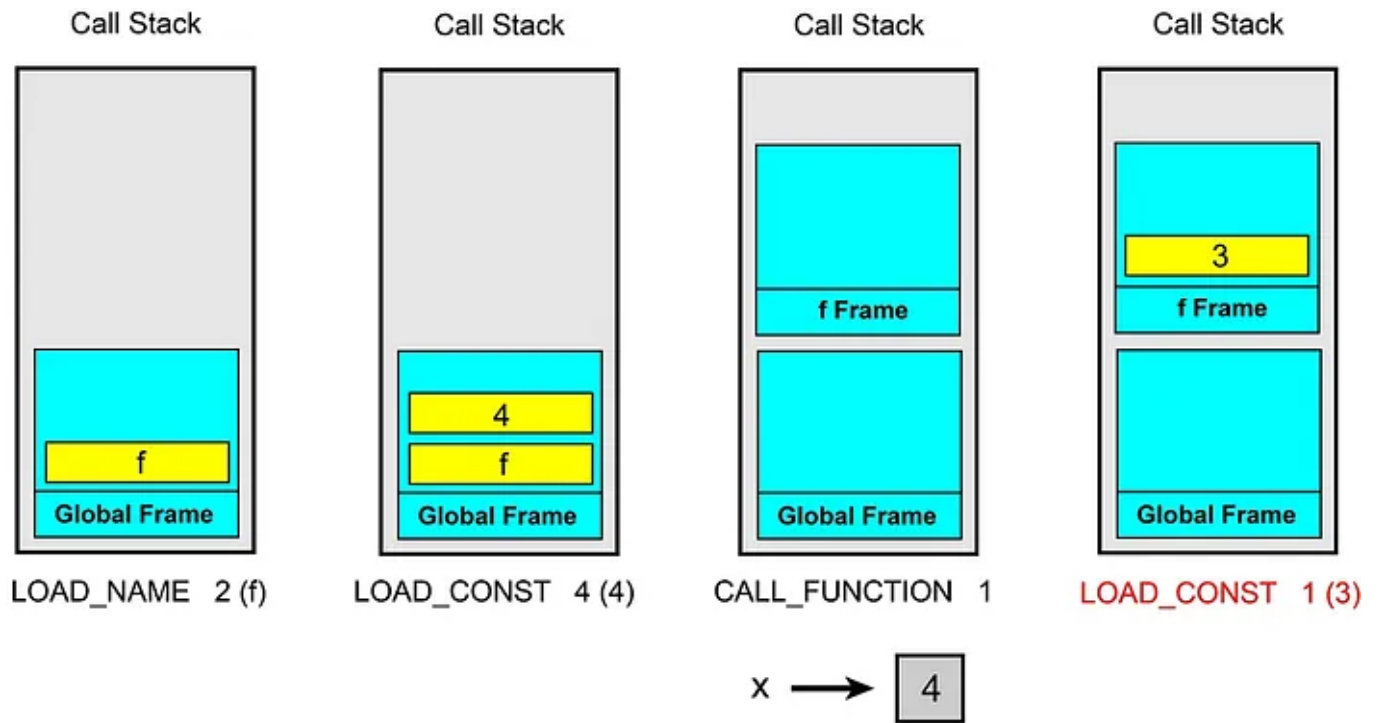 Call Stack
f
Global Frame
LOAD_NAME 2 (f)
Call Stack
4
f
Global Frame
LOAD_CONST 4 (4)
Call Stack
f Frame
Global Frame
CALL_FUNCTION 1
x
4
Call Stack
3
f Frame
Global Frame
LOAD_CONST 1 (3)